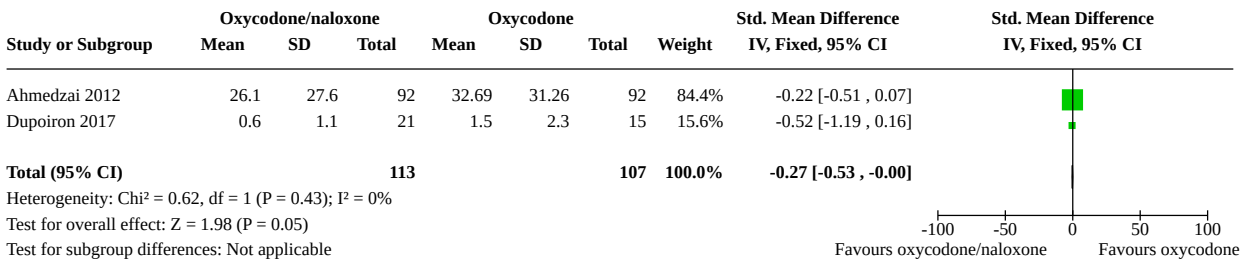 Oxycodone/naloxone Oxycodone Std. Mean Difference Std. Mean Difference
Study or Subgroup Mean SD Total Mean SD Total Weight IV, Fixed, 95% CI IV, Fixed, 95% CI
Ahmedzai 2012 26.1 27.6 92 32.69 31.26 92 84.4% -0.22 [-0.51 , 0.07]
Dupoiron 2017 0.6 1.1 21 1.5 2.3 15 15.6% -0.52 [-1.19 , 0.16]
Total (95% CI) 113 107 100.0% -0.27 [-0.53 , -0.00]
Heterogeneity: Chi² = 0.62, df = 1 (P = 0.43); I² = 0%
Test for overall effect: Z = 1.98 (P = 0.05)
-100 -50 0 50 100
Test for subgroup differences: Not applicable Favours oxycodone/naloxone Favours oxycodone